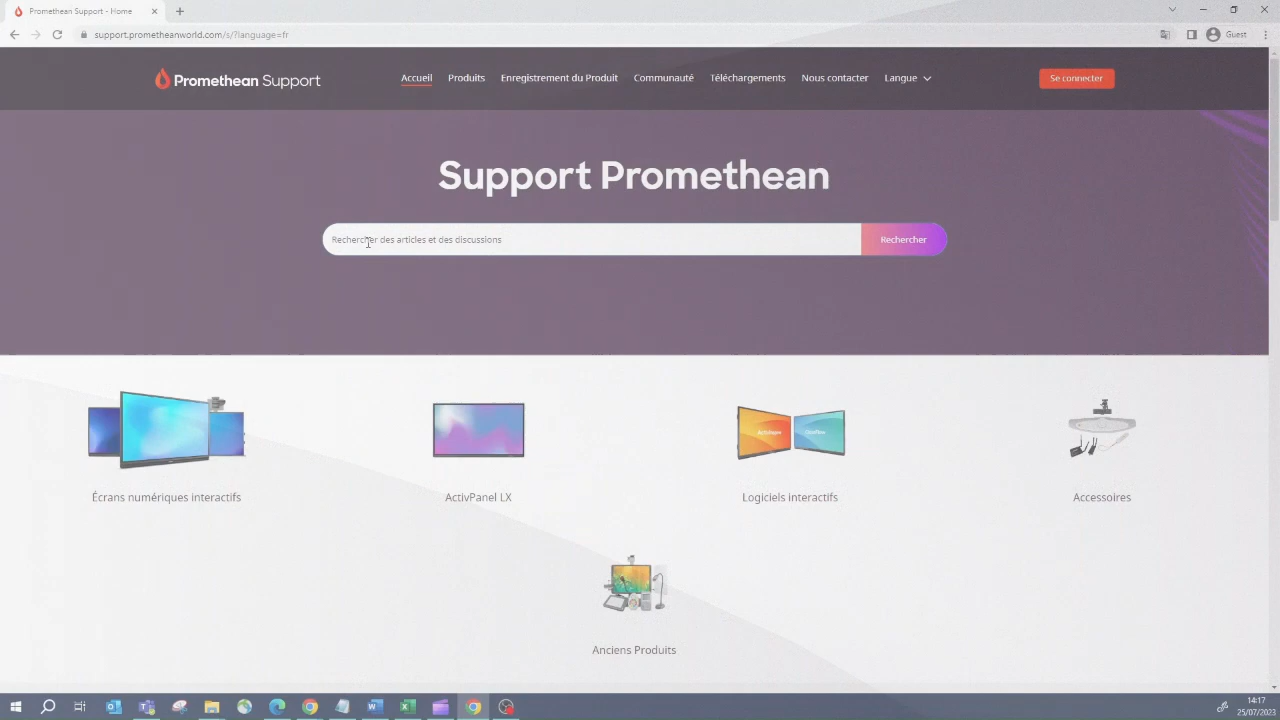 Promethean Support - Home
support.prometheanworld.com/s/?language=fr
Guest
Promethean Support
Accueil
Produits
Enregistrement du Produit
Communauté
Téléchargements
Nous contacter
Langue
Se connecter
Support Promethean
Rechercher des articles et des discussions
Rechercher
Écrans numériques interactifs
ActivPanel LX
Logiciels interactifs
Accessoires
Anciens Produits
14:17
25/07/2023